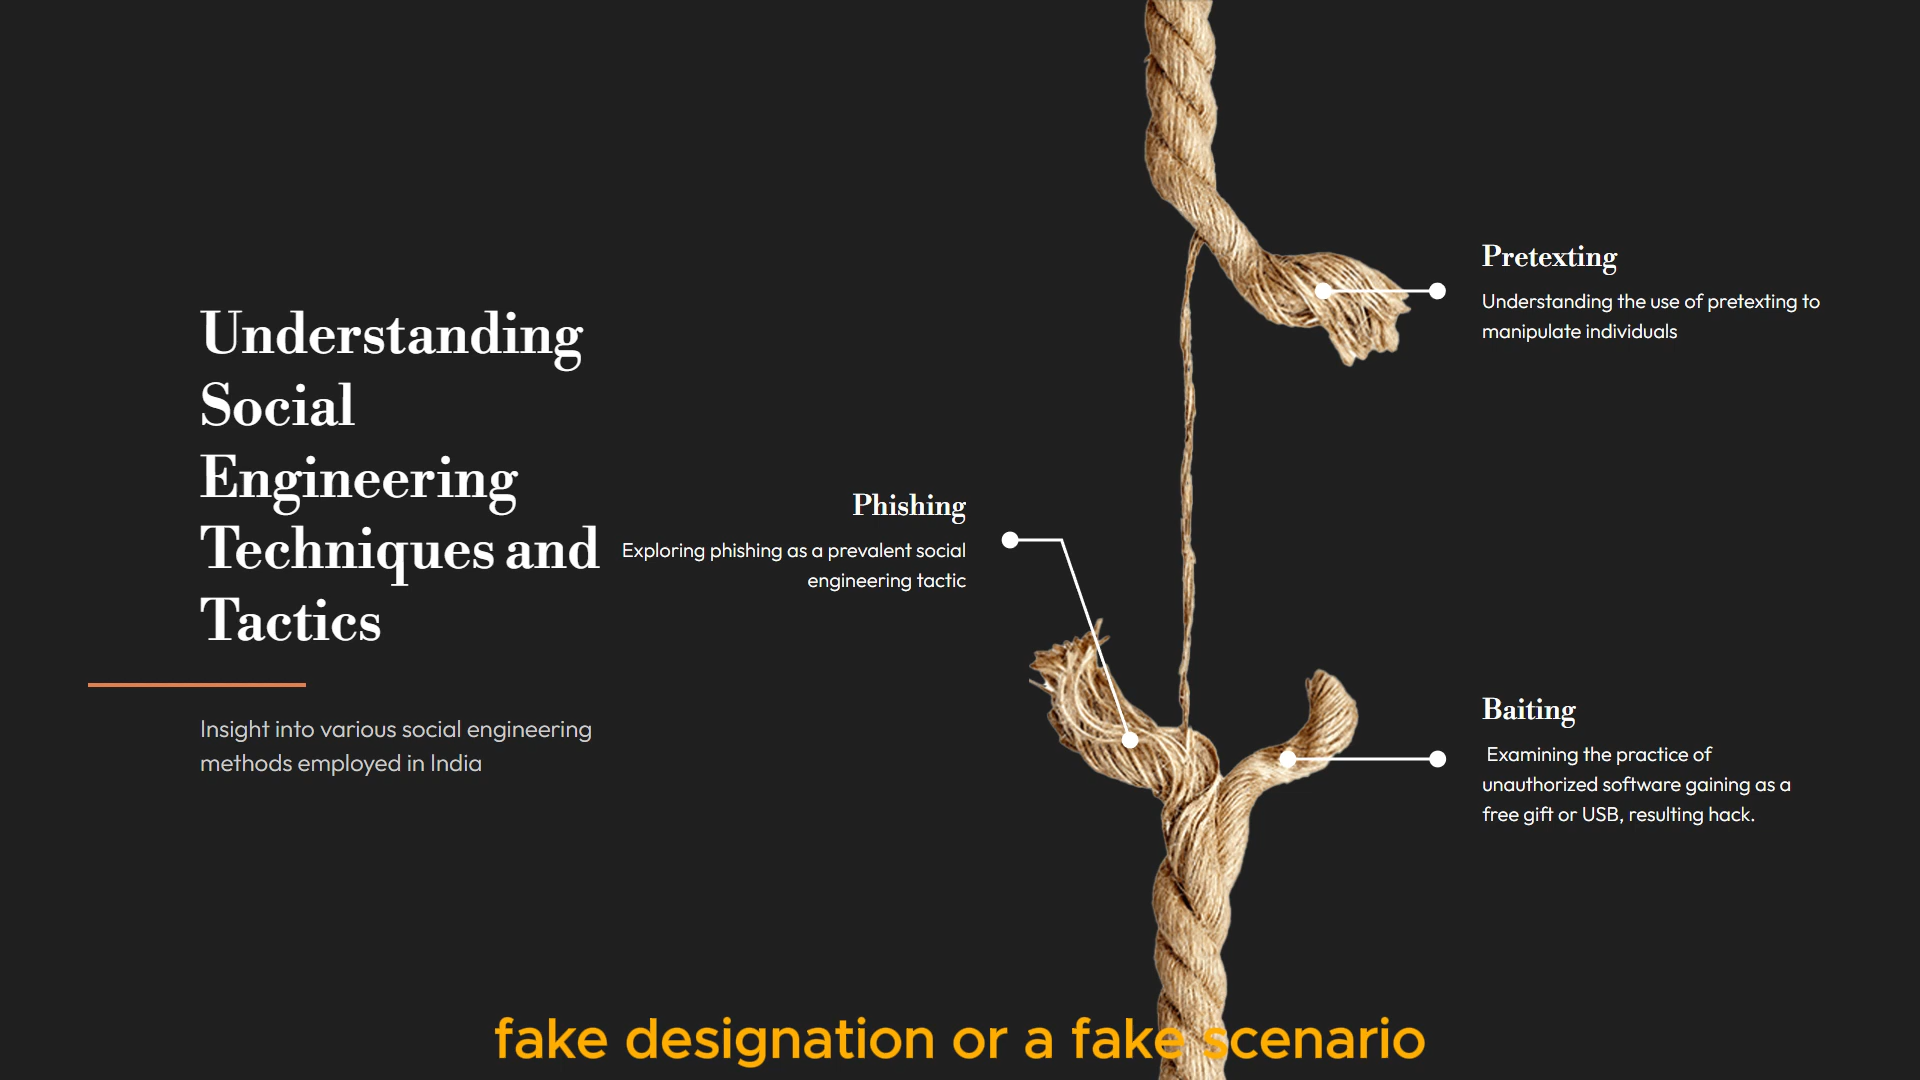 Understanding
Social
Engineering
Techniques and
Tactics
Insight into various social engineering
methods employed in India
Phishing
Exploring phishing as a prevalent social
engineering tactic
Pretexting
Understanding the use of pretexting to
manipulate individuals
Baiting
Examining the practice of
unauthorized software gaining as a
free gift or USB, resulting hack.
fake designation or a fake scenario